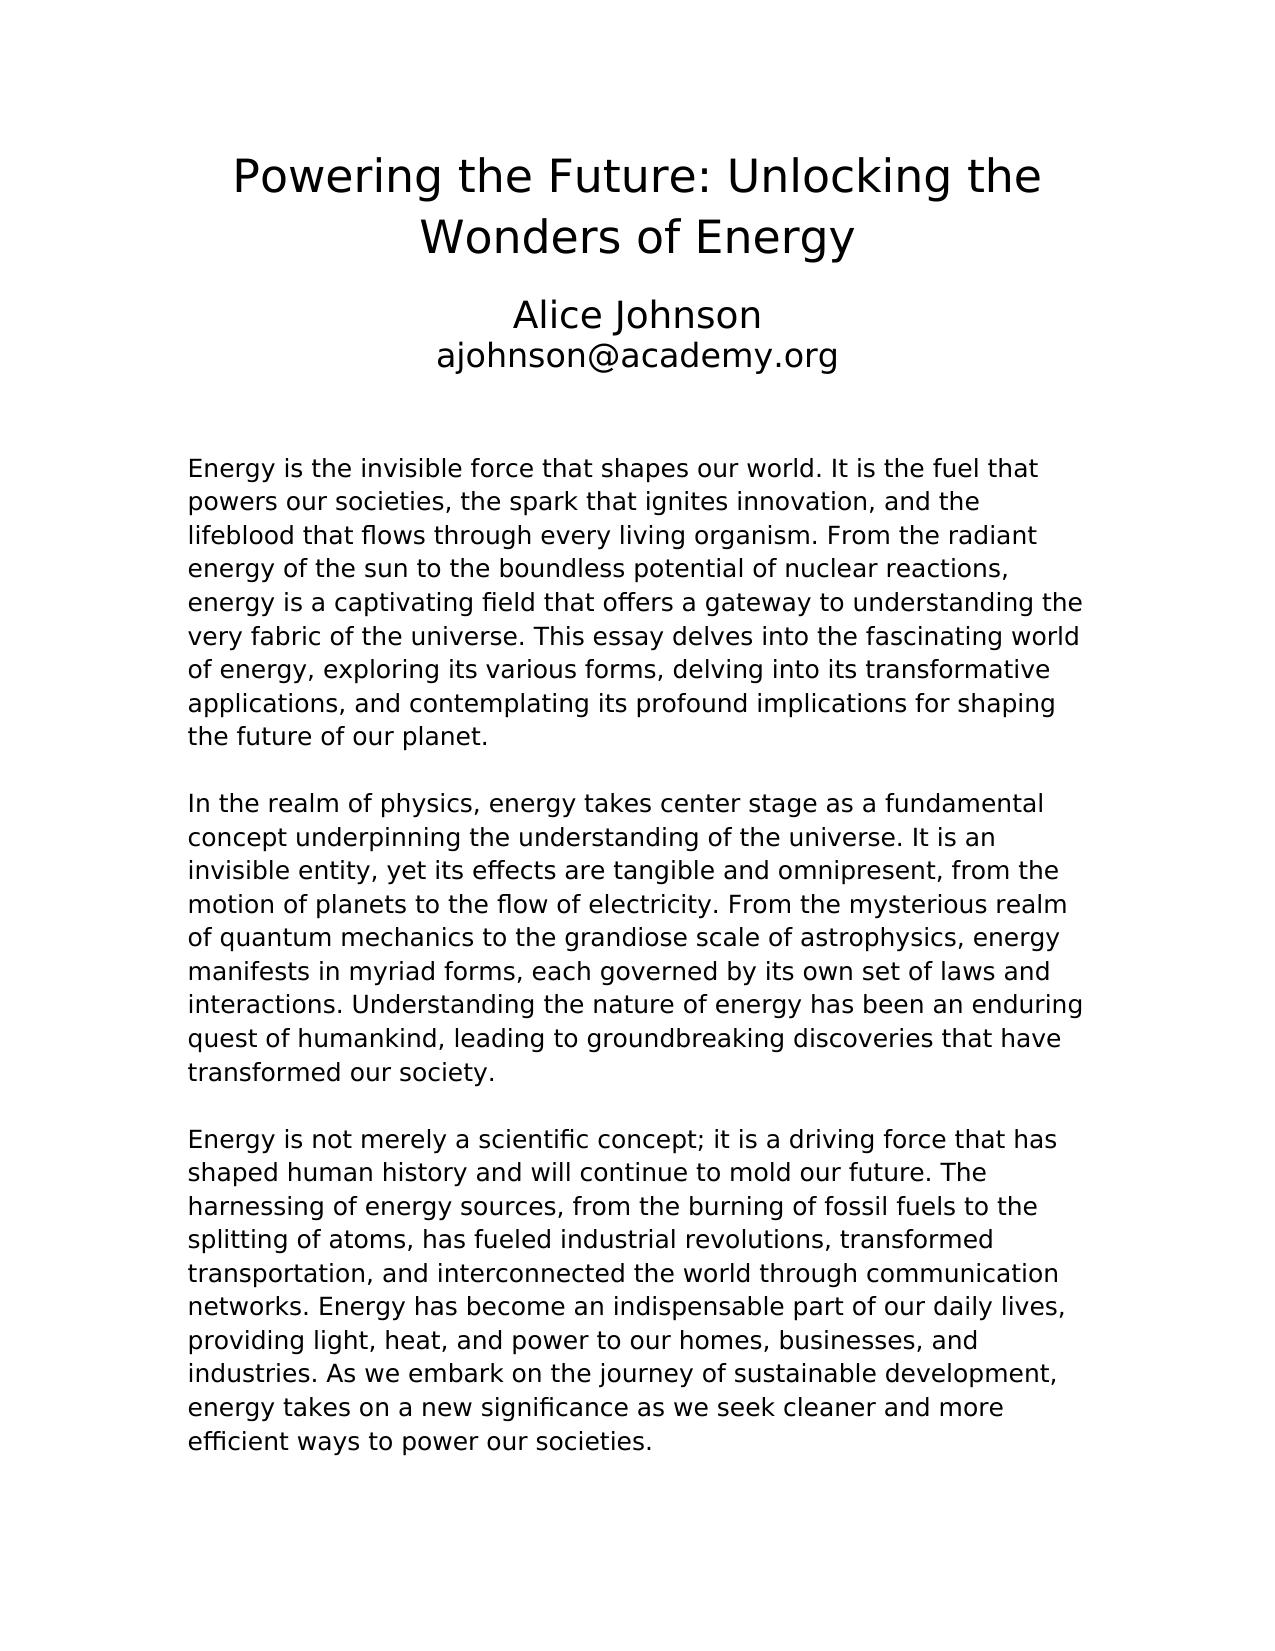 Powering the Future: Unlocking the
Wonders of Energy
Alice Johnson
ajohnson@academy.org
Energy is the invisible force that shapes our world. It is the fuel that
powers our societies, the spark that ignites innovation, and the
lifeblood that flows through every living organism. From the radiant
energy of the sun to the boundless potential of nuclear reactions,
energy is a captivating field that offers a gateway to understanding the
very fabric of the universe. This essay delves into the fascinating world
of energy, exploring its various forms, delving into its transformative
applications, and contemplating its profound implications for shaping
the future of our planet.
In the realm of physics, energy takes center stage as a fundamental
concept underpinning the understanding of the universe. It is an
invisible entity, yet its effects are tangible and omnipresent, from the
motion of planets to the flow of electricity. From the mysterious realm
of quantum mechanics to the grandiose scale of astrophysics, energy
manifests in myriad forms, each governed by its own set of laws and
interactions. Understanding the nature of energy has been an enduring
quest of humankind, leading to groundbreaking discoveries that have
transformed our society.
Energy is not merely a scientific concept; it is a driving force that has
shaped human history and will continue to mold our future. The
harnessing of energy sources, from the burning of fossil fuels to the
splitting of atoms, has fueled industrial revolutions, transformed
transportation, and interconnected the world through communication
networks. Energy has become an indispensable part of our daily lives,
providing light, heat, and power to our homes, businesses, and
industries. As we embark on the journey of sustainable development,
energy takes on a new significance as we seek cleaner and more
efficient ways to power our societies.